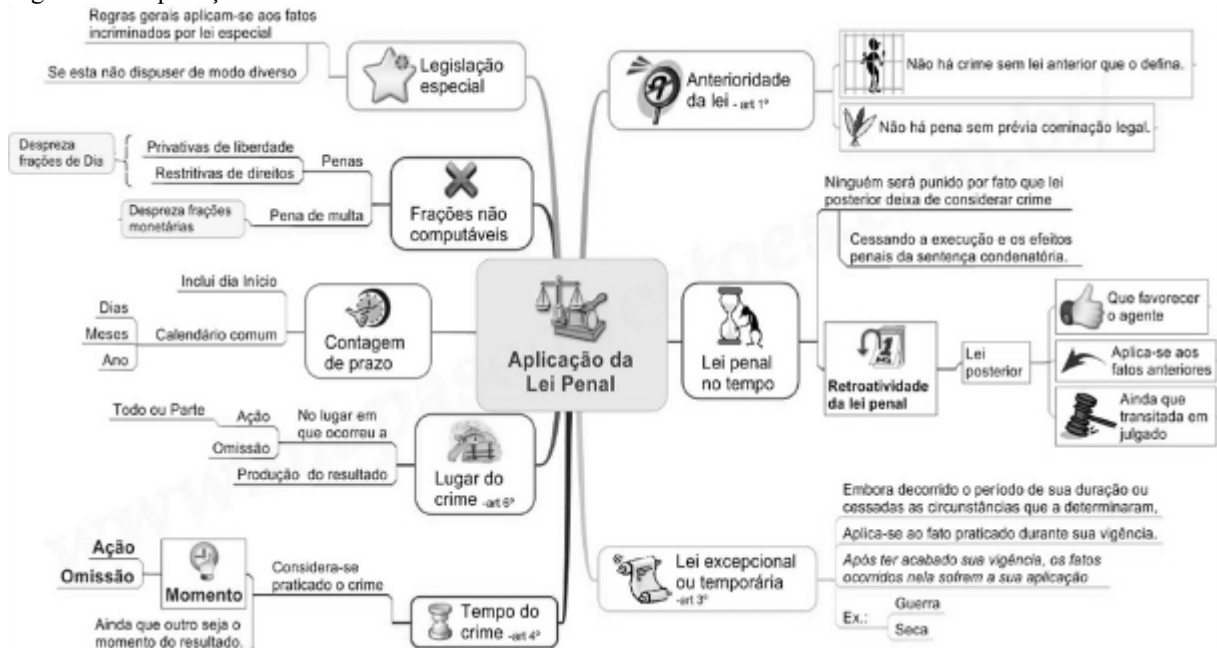 Regras gerais aplicam-se aos fatos
incriminados por lei especial
Se esta não dispuser de modo diverso
Legislação
especial
Despreza
frações de Dia
Privativas de liberdade
Restritivas de direitos
Penas
Despreza frações
monetárias
Pena de multa
Frações não
computáveis
Inclui dia Início
Dias
Meses
Ano
Calendário comum
Contagem
de prazo
Todo ou Parte
Ação
Omissão
No lugar em
que ocorreu a
Produção do resultado
Lugar do
crime -art 6º
Ação
Omissão
Momento
Ainda que outro seja o
momento do resultado.
Considera-se
praticado o crime
Tempo do
crime -art 4º
Aplicação da
Lei Penal
Anterioridade
da lei - art 1º
Não há crime sem lei anterior que o defina.
Não há pena sem prévia cominação legal.
Lei penal
no tempo
Ninguém será punido por fato que lei
posterior deixa de considerar crime
Cessando a execução e os efeitos
penais da sentença condenatória.
Retroatividade
da lei penal
Lei
posterior
Que favorecer
o agente
Aplica-se aos
fatos anteriores
Ainda que
transitada em
julgado
Lei excepcional
ou temporária
-art 3º
Embora decorrido o período de sua duração ou
cessadas as circunstâncias que a determinaram,
Aplica-se ao fato praticado durante sua vigência.
Após ter acabado sua vigência, os fatos
ocorridos nela sofrem a sua aplicação
Ex.:
Guerra
Seca